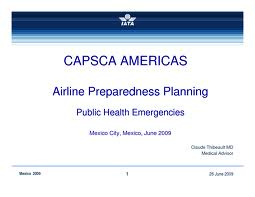 IATA
CAPSCA AMERICAS
Airline Preparedness Planning
Public Health Emergencies
Mexico City, Mexico, June 2009
Claude Thibeault MD
Medical Advisor
Mexico 2009 1 26 June 2009